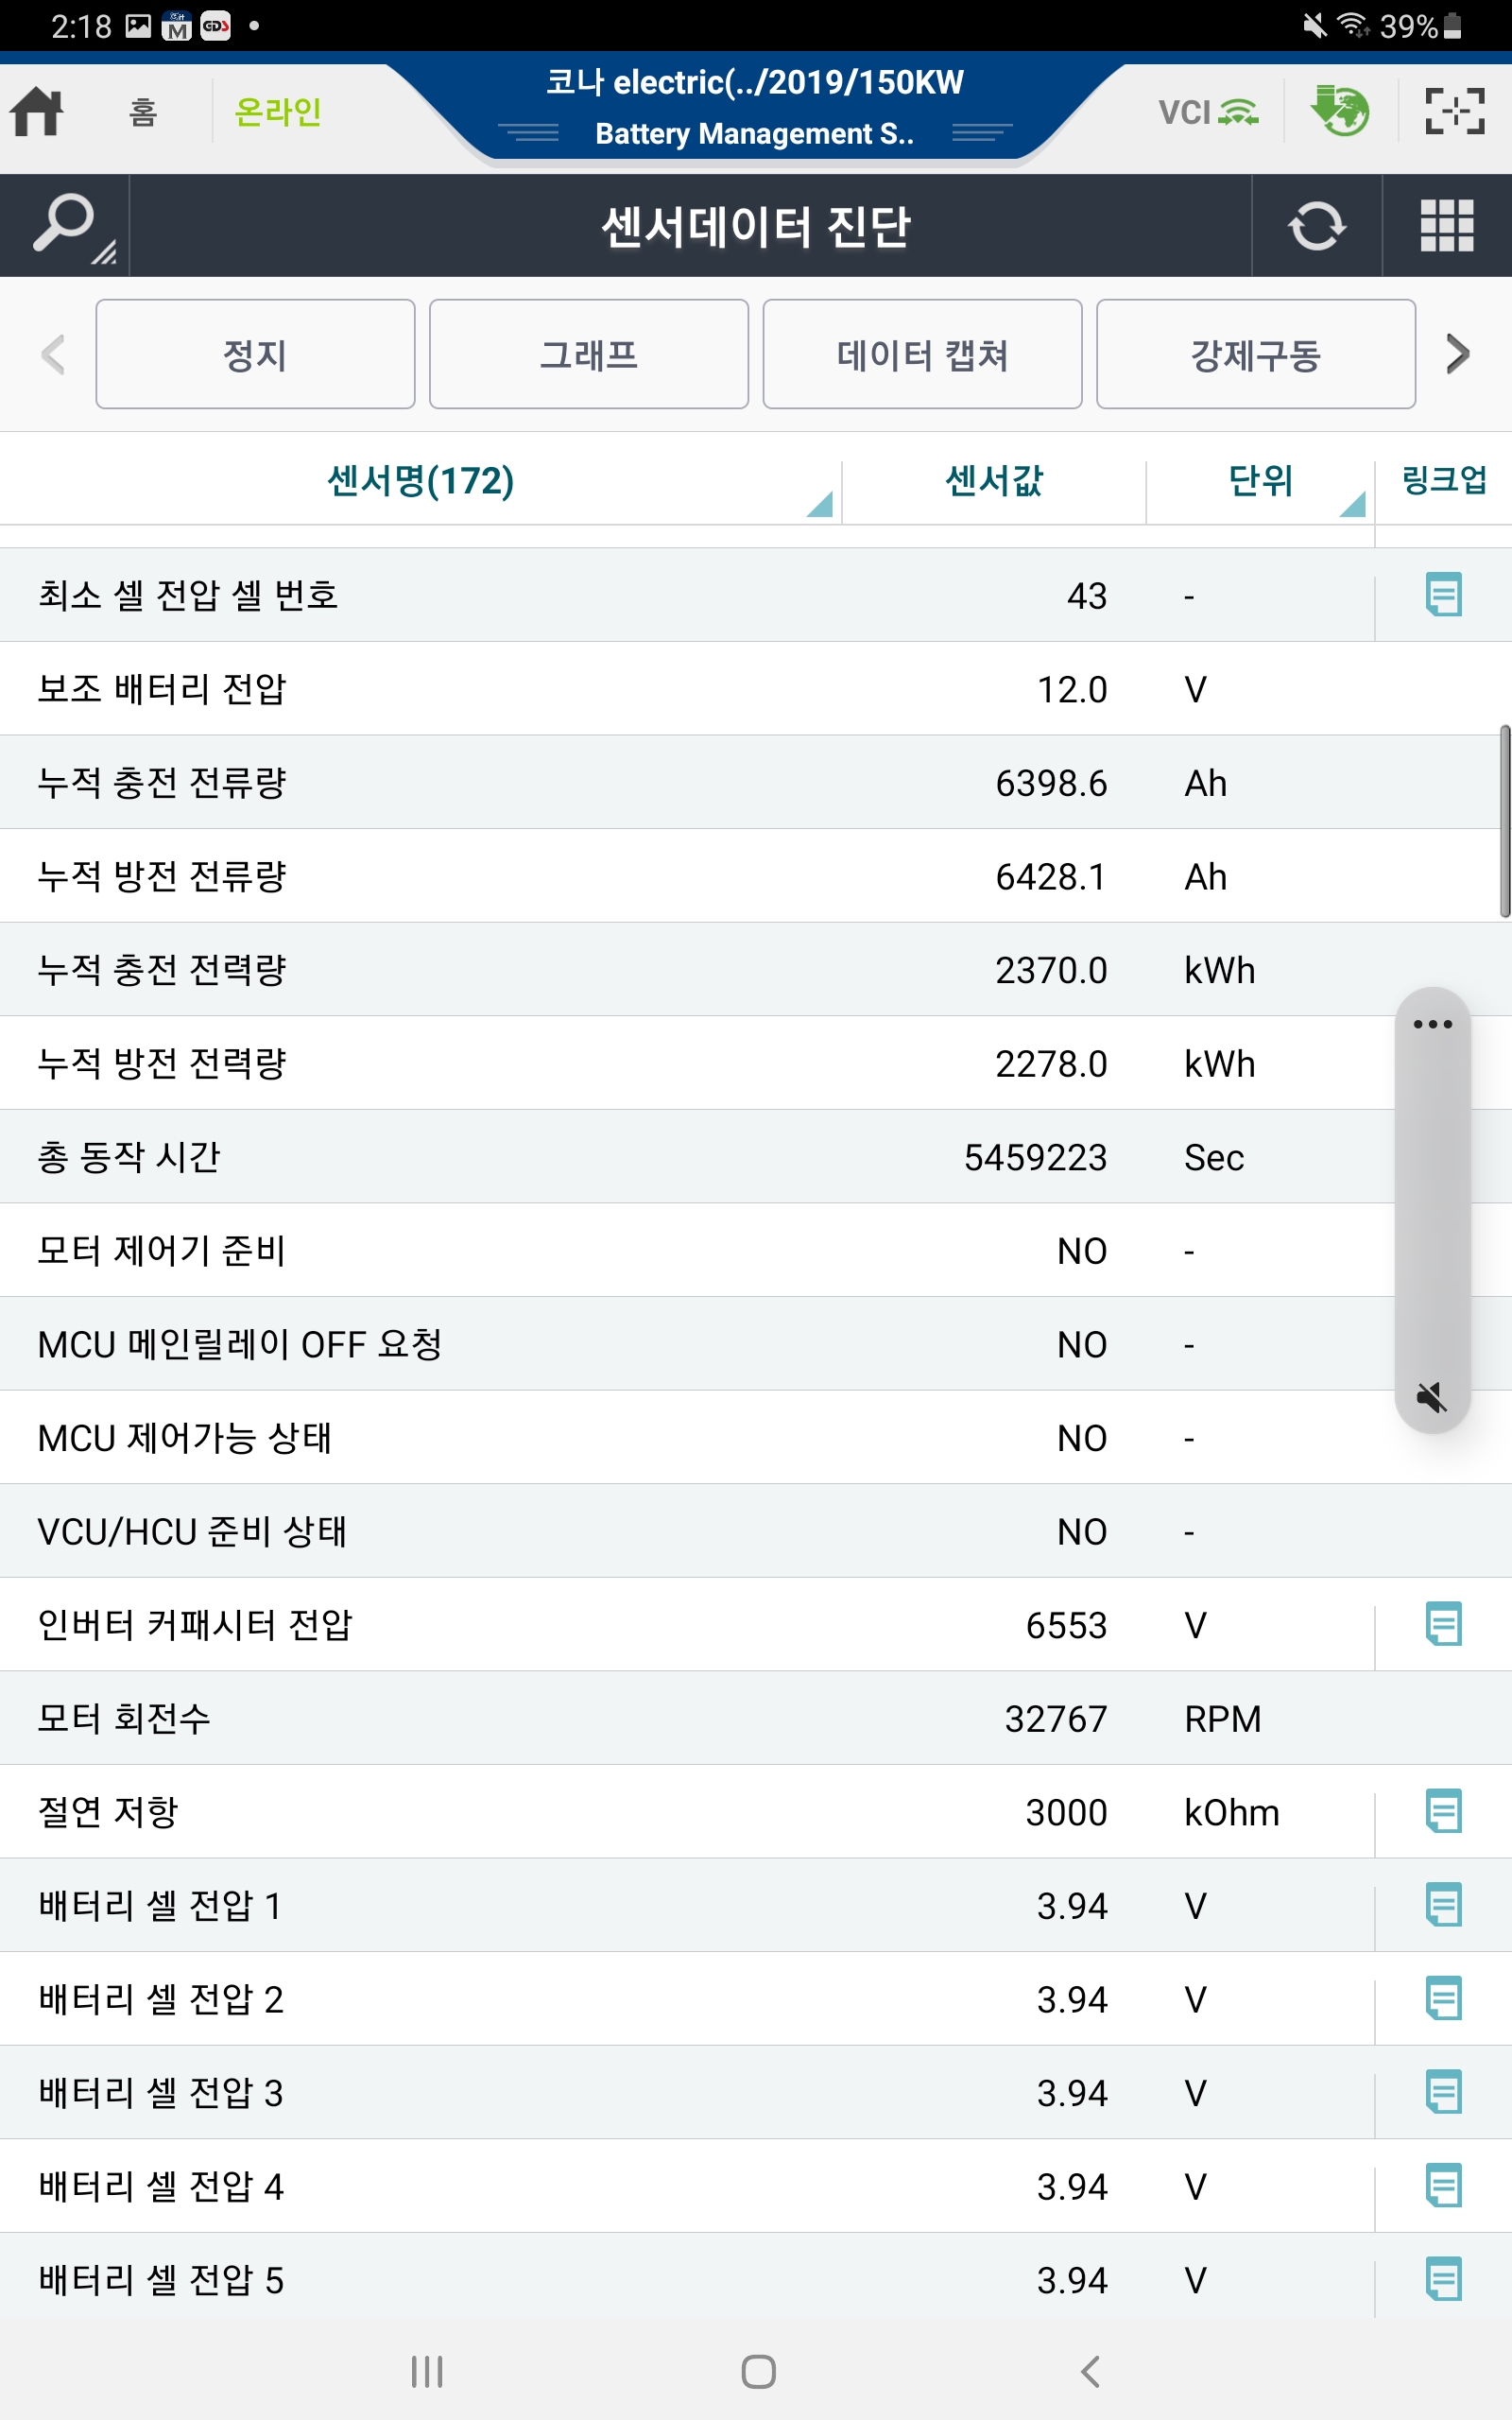 2:18
39%
홈
온라인
코나 electric(../2019/150KW
Battery Management S..
VCI
센서데이터 진단
정지
그래프
데이터 캡쳐
강제구동
센서명(172) 센서값 단위 링크업
최소 셀 전압 셀 번호 43 -
보조 배터리 전압 12.0 V
누적 충전 전류량 6398.6 Ah
누적 방전 전류량 6428.1 Ah
누적 충전 전력량 2370.0 kWh
누적 방전 전력량 2278.0 kWh
총 동작 시간 5459223 Sec
모터 제어기 준비 NO -
MCU 메인릴레이 OFF 요청 NO -
MCU 제어가능 상태 NO -
VCU/HCU 준비 상태 NO -
인버터 커패시터 전압 6553 V
모터 회전수 32767 RPM
절연 저항 3000 kOhm
배터리 셀 전압 1 3.94 V
배터리 셀 전압 2 3.94 V
배터리 셀 전압 3 3.94 V
배터리 셀 전압 4 3.94 V
배터리 셀 전압 5 3.94 V